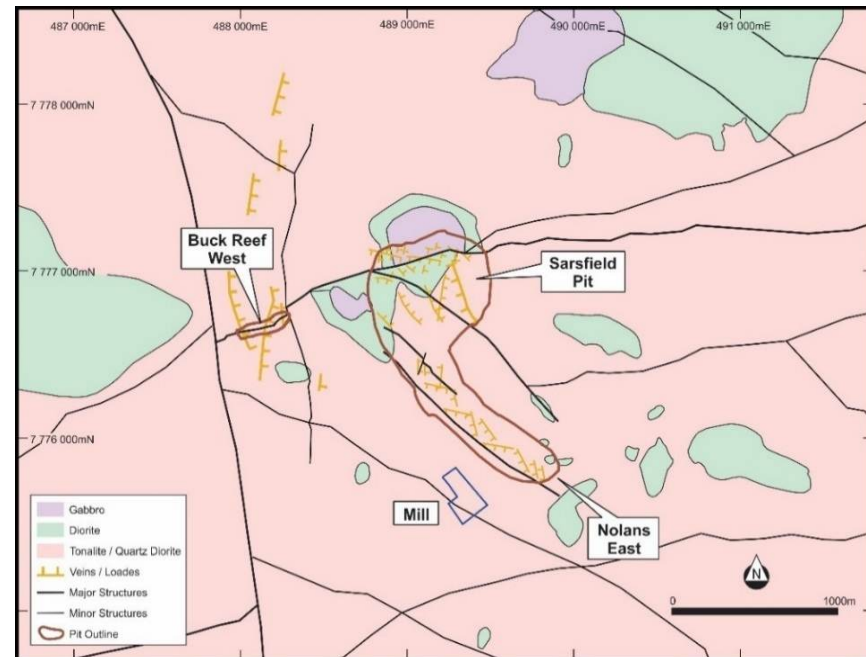 487 000mE
488 000mE
489 000mE
490 000mE
491 000mE
7 778 000mN
7 777 000mN
7 776 000mN
Buck Reef
West
Sarsfield
Pit
Mill
Nolans
East
Gabbro
Diorite
Tonalite / Quartz Diorite
Veins / Loades
Major Structures
Minor Structures
Pit Outline
N
0
1000m